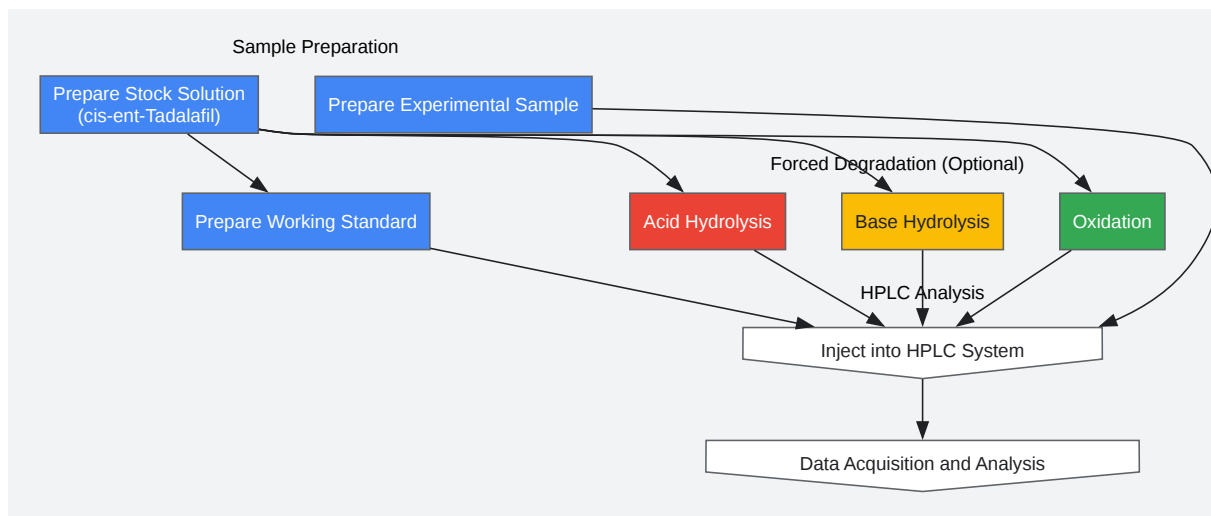 Sample Preparation
Prepare Stock Solution
(cis-ent-Tadalafil)
Prepare Experimental Sample
Forced Degradation (Optional)
Prepare Working Standard
Acid Hydrolysis
Base Hydrolysis
Oxidation
HPLC Analysis
Inject into HPLC System
Data Acquisition and Analysis